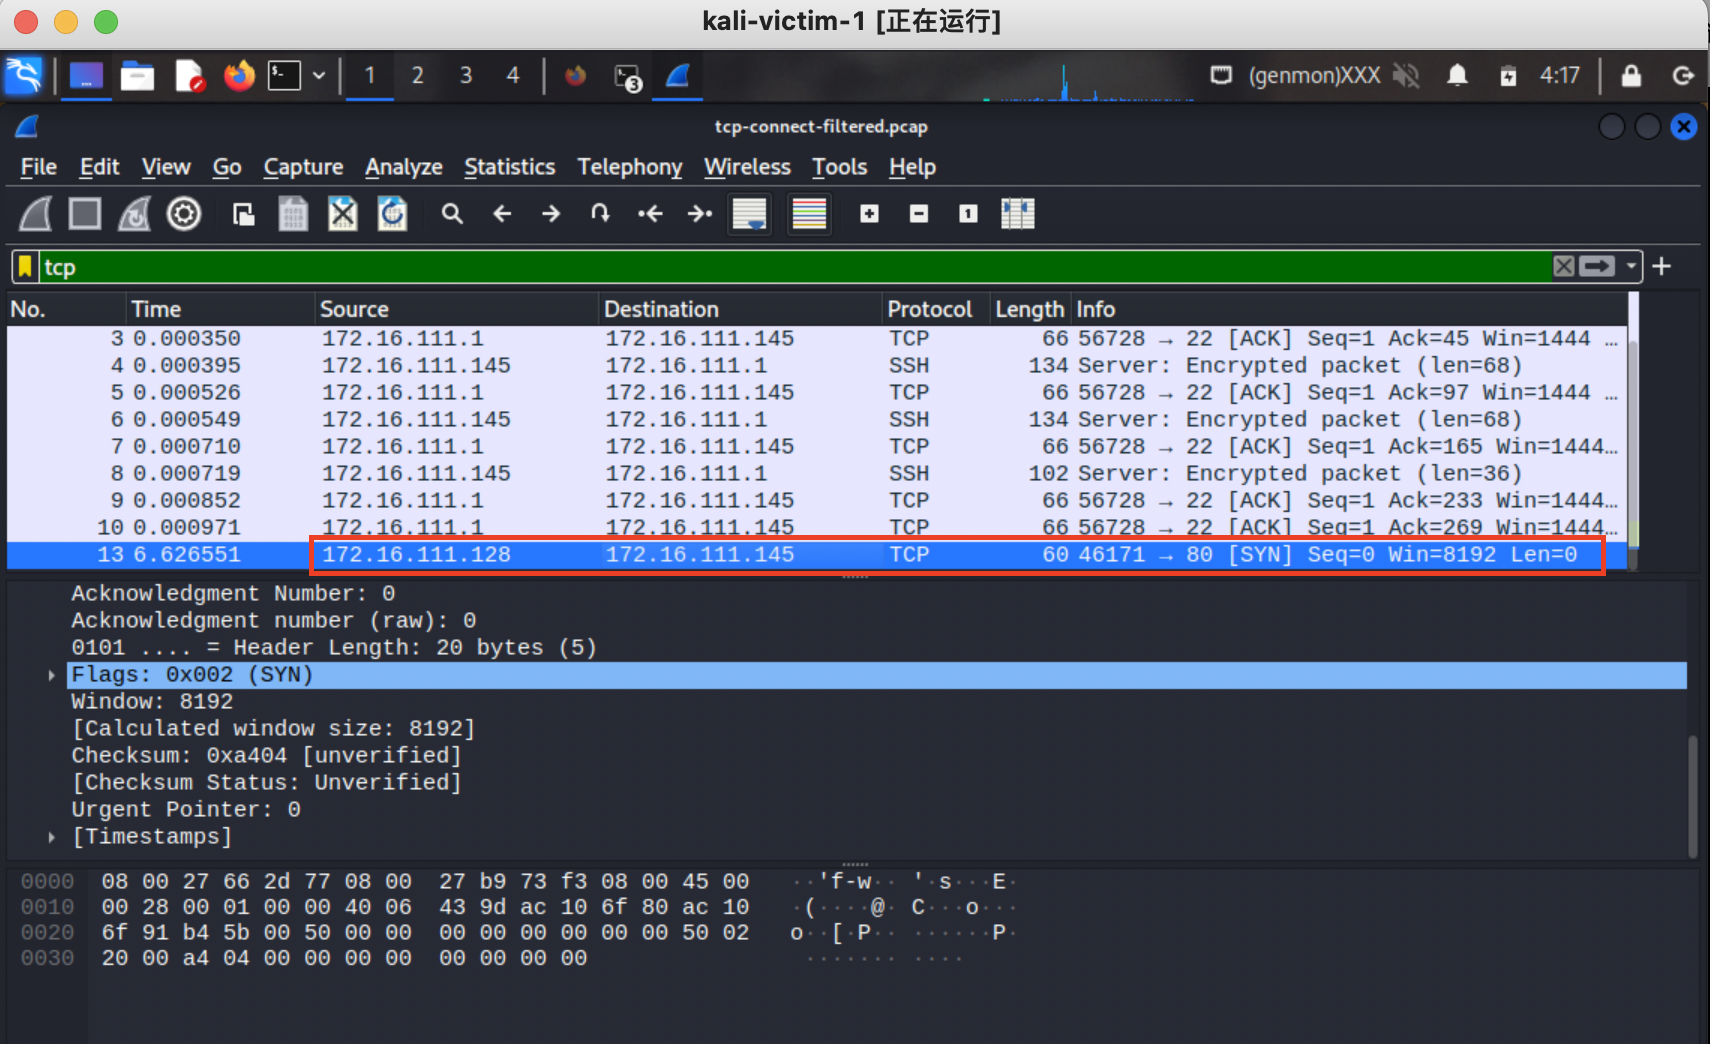 kali-victim-1 [正在运行]
1 2 3 4 3 (genmon)XXX 4:17
tcp-connect-filtered.pcap
File Edit View Go Capture Analyze Statistics Telephony Wireless Tools Help
tcp
No. Time Source Destination Protocol Length Info
3 0.000350 172.16.111.1 172.16.111.145 TCP 66 56728 → 22 [ACK] Seq=1 Ack=45 Win=1444 …
4 0.000395 172.16.111.145 172.16.111.1 SSH 134 Server: Encrypted packet (len=68)
5 0.000526 172.16.111.1 172.16.111.145 TCP 66 56728 → 22 [ACK] Seq=1 Ack=97 Win=1444 …
6 0.000549 172.16.111.145 172.16.111.1 SSH 134 Server: Encrypted packet (len=68)
7 0.000710 172.16.111.1 172.16.111.145 TCP 66 56728 → 22 [ACK] Seq=1 Ack=165 Win=1444…
8 0.000719 172.16.111.145 172.16.111.1 SSH 102 Server: Encrypted packet (len=36)
9 0.000852 172.16.111.1 172.16.111.145 TCP 66 56728 → 22 [ACK] Seq=1 Ack=233 Win=1444…
10 0.000971 172.16.111.1 172.16.111.145 TCP 66 56728 → 22 [ACK] Seq=1 Ack=269 Win=1444…
13 6.626551 172.16.111.128 172.16.111.145 TCP 60 46171 → 80 [SYN] Seq=0 Win=8192 Len=0
Acknowledgment Number: 0
Acknowledgment number (raw): 0
0101 .... = Header Length: 20 bytes (5)
Flags: 0x002 (SYN)
Window: 8192
[Calculated window size: 8192]
Checksum: 0xa404 [unverified]
[Checksum Status: Unverified]
Urgent Pointer: 0
[Timestamps]
0000 08 00 27 66 2d 77 08 00 27 b9 73 f3 08 00 45 00 ··'f-w·· '·s···E·
0010 00 28 00 01 00 00 40 06 43 9d ac 10 6f 80 ac 10 ·(····@· C···o···
0020 6f 91 b4 5b 00 50 00 00 00 00 00 00 00 00 50 02 o··[·P·· ······P·
0030 20 00 a4 04 00 00 00 00 00 00 00 00 ······· ····